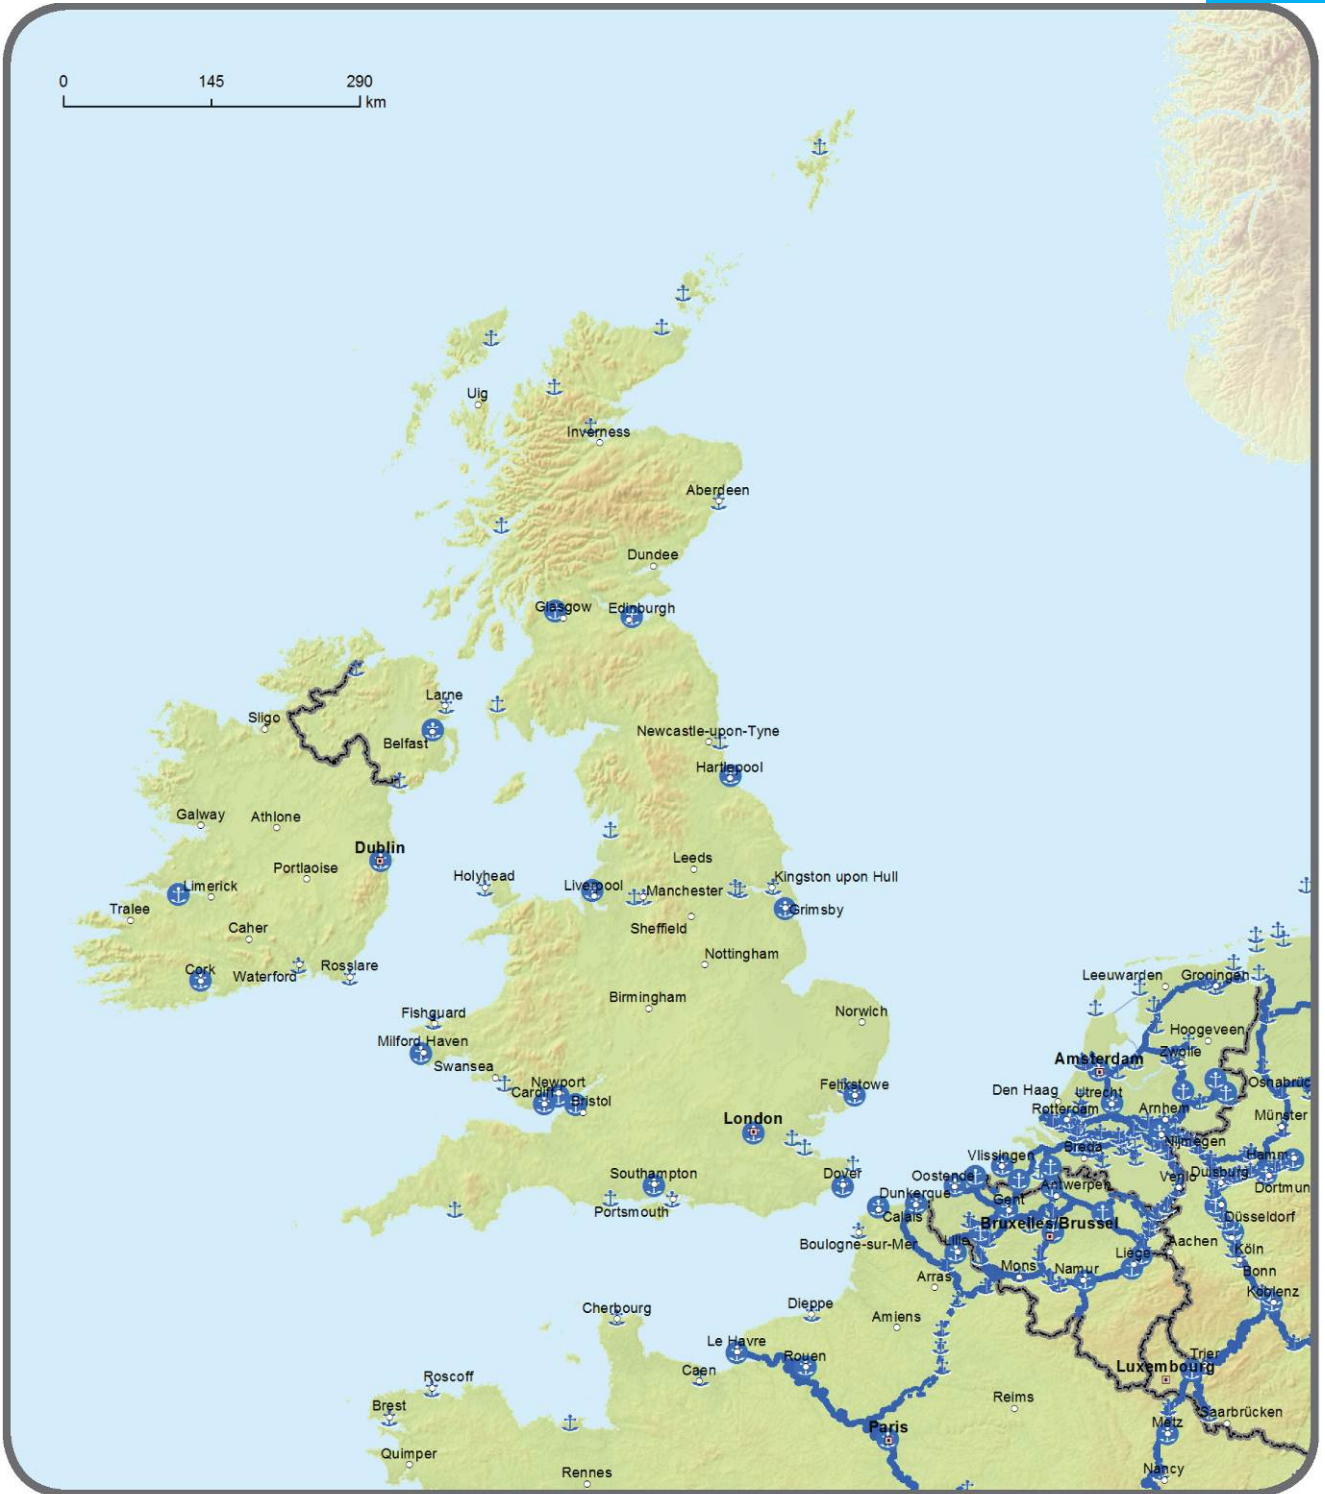 0 145 290
km
Uig
Inverness
Aberdeen
Dundee
Glasgow
Edinburgh
Larne
Sligo
Belfast
Newcastle-upon-Tyne
Hartlepool
Galway
Athlone
Dublin
Leeds
Portlaoise
Holyhead
Liverpool
Manchester
Kingston upon Hull
Limerick
Tralee
Grimsby
Sheffield
Caher
Nottingham
Cork
Waterford
Rosslare
Leeuwarden
Groningen
Birmingham
Fishguard
Norwich
Hoogeveen
Milford Haven
Zwolle
Amsterdam
Swansea
Newport
Cardiff
Bristol
Felixstowe
Den Haag
Utrecht
Osnabrüc
Rotterdam
Arnhem
Münster
London
Nijmegen
Breda
Vlissingen
Hamm
Southampton
Dover
Oostende
Antwerpen
Venlo
Duisburg
Dortmun
Dunkerque
Gent
Portsmouth
Calais
Düsseldorf
Bruxelles/Brussel
Boulogne-sur-Mer
Lille
Aachen
Liège
Köln
Mons
Namur
Bonn
Arras
Koblenz
Cherbourg
Dieppe
Amiens
Le Havre
Rouen
Trier
Luxembourg
Caen
Roscoff
Reims
Brest
Saarbrücken
Metz
Paris
Quimper
Rennes
Nancy